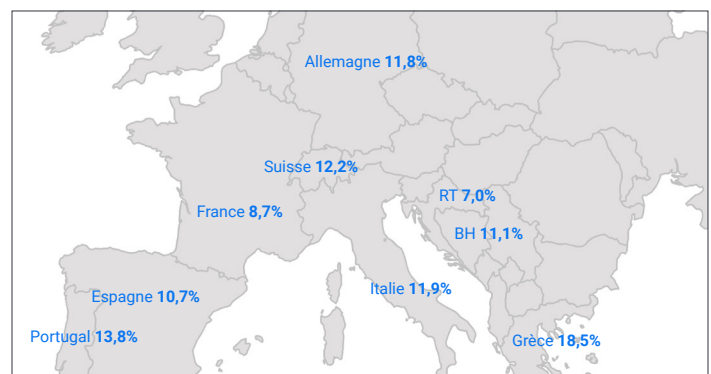 Allemagne 11,8%
Suisse 12,2%
RT 7,0%
France 8,7%
BH 11,1%
Italie 11,9%
Espagne 10,7%
Portugal 13,8%
Grèce 18,5%